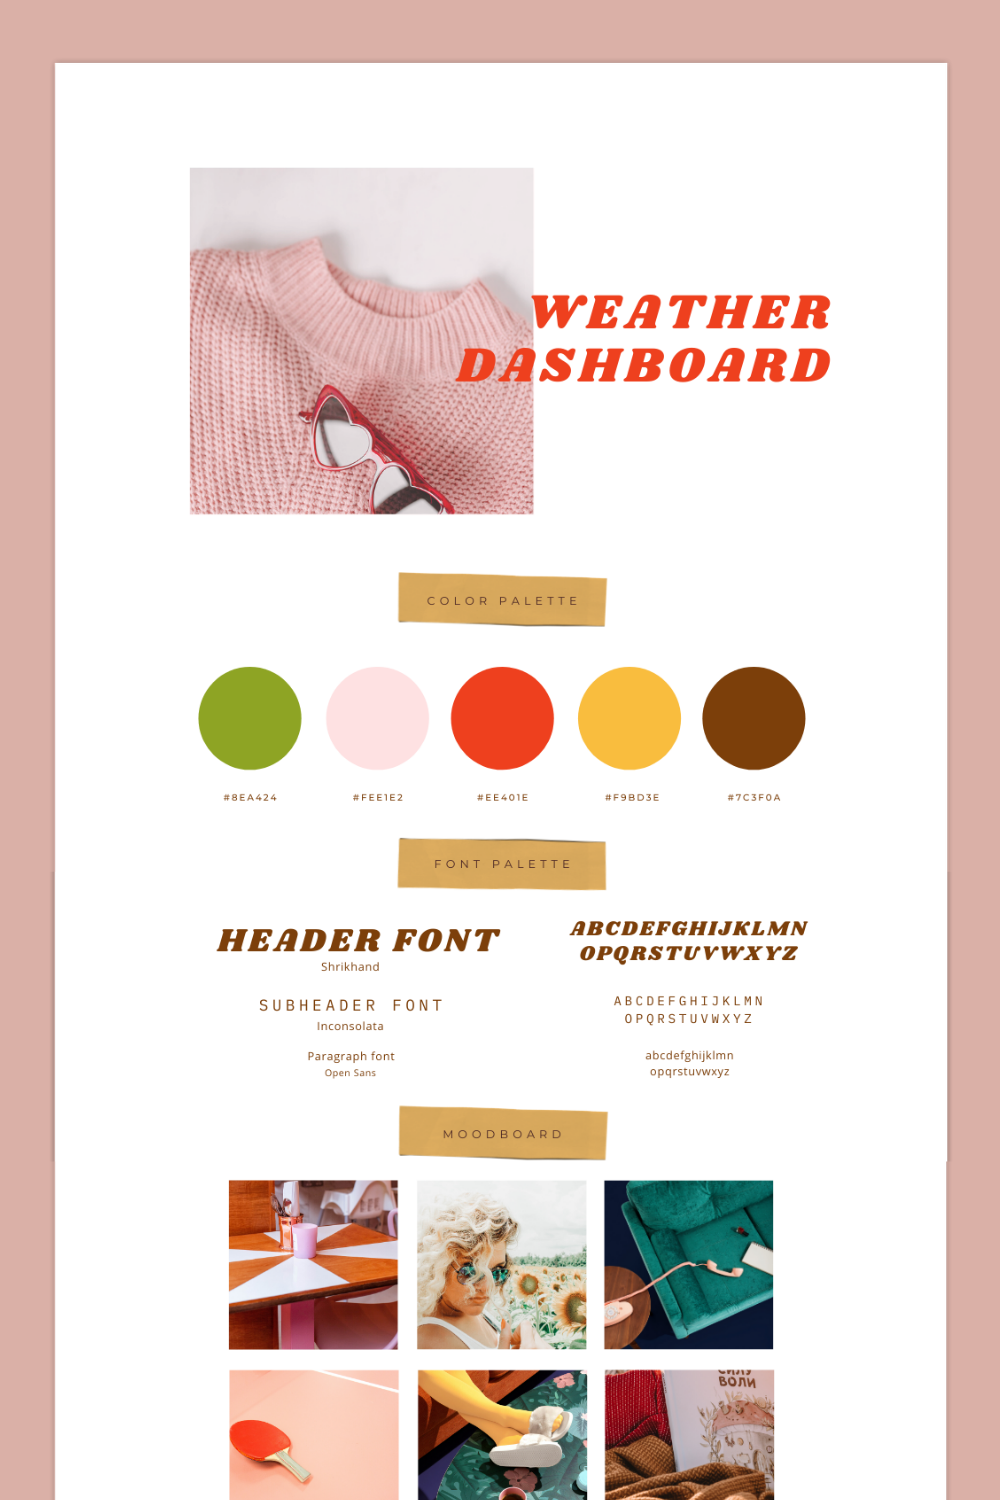 WEATHER
DASHBOARD
COLOR PALETTE
#8EA424
#FEE1E2
#EE401E
#F9BD3E
#7C3F0A
FONT PALETTE
HEADER FONT
Shrikhand
ABCDEFGHIJKLMN
OPQRSTUVWXYZ
SUBHEADER FONT
Inconsolata
ABCDEFGHIJKLMN
OPQRSTUVWXYZ
Paragraph font
Open Sans
abcdefghijklmn
opqrstuvwxyz
MOODBOARD
ВОЛИ